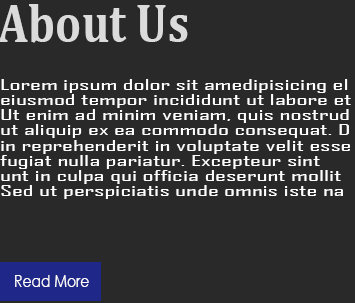 About Us
Lorem ipsum dolor sit amedipisicing el
eiusmod tempor incididunt ut labore et
Ut enim ad minim veniam, quis nostrud
ut aliquip ex ea commodo consequat. D
in reprehenderit in voluptate velit esse
fugiat nulla pariatur. Excepteur sint
unt in culpa qui officia deserunt mollit
Sed ut perspiciatis unde omnis iste na
Read More